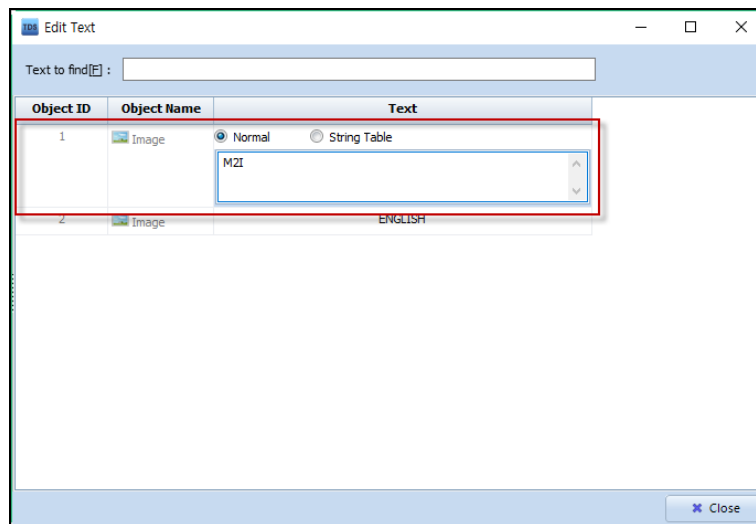 TDS Edit Text
Text to find[F] :
Object ID Object Name Text
1 Image Normal String Table
M2I
2 Image ENGLISH
Close